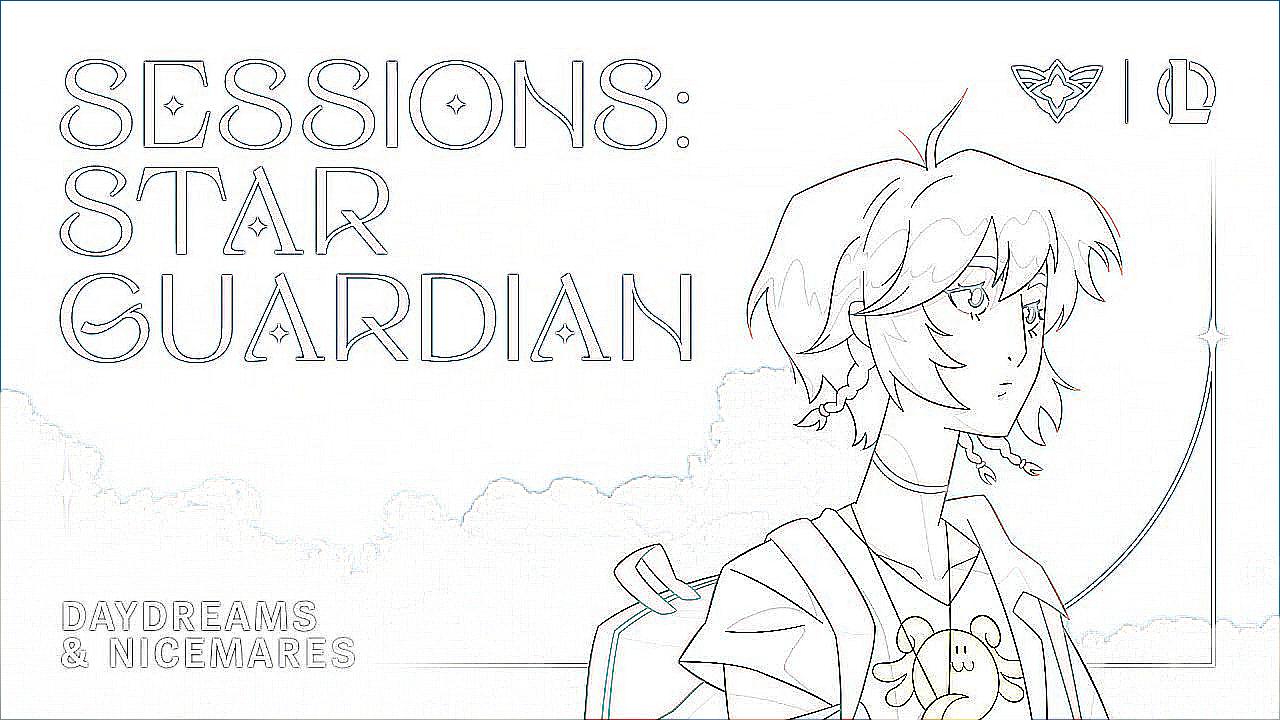 SESSIONS:
STAR
GUARDIAN
DAYDREAMS
& NICEMARES